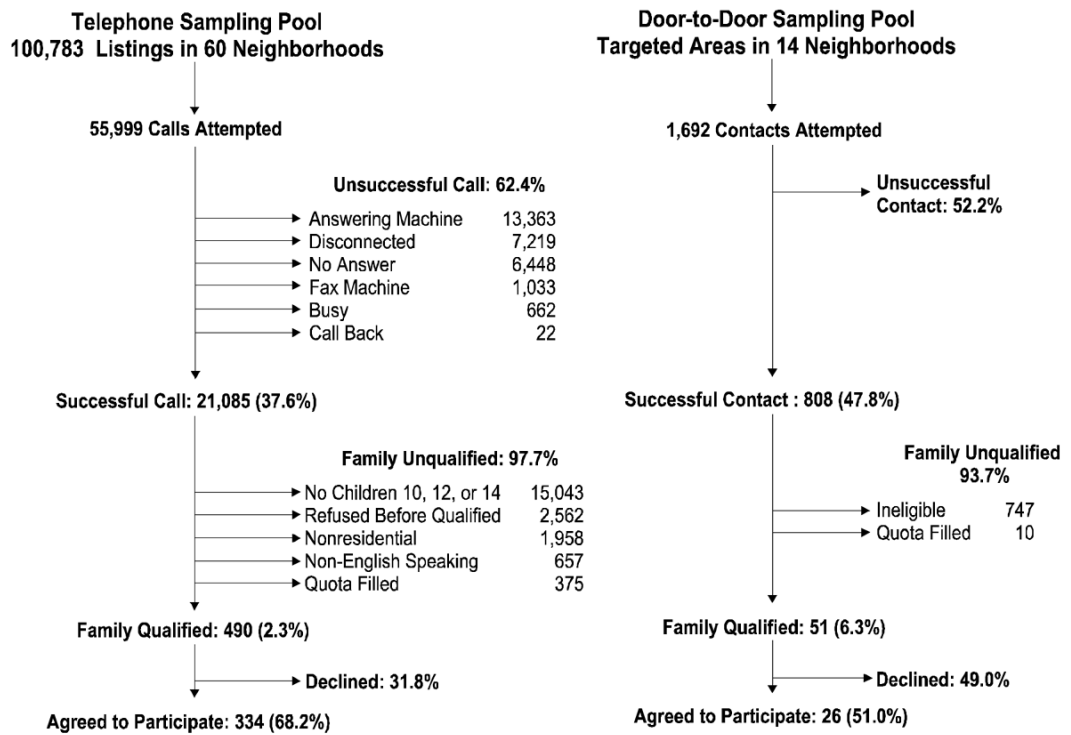 Telephone Sampling Pool
100,783 Listings in 60 Neighborhoods
55,999 Calls Attempted
Unsuccessful Call: 62.4%
Answering Machine 13,363
Disconnected 7,219
No Answer 6,448
Fax Machine 1,033
Busy 662
Call Back 22
Successful Call: 21,085 (37.6%)
Family Unqualified: 97.7%
No Children 10, 12, or 14 15,043
Refused Before Qualified 2,562
Nonresidential 1,958
Non-English Speaking 657
Quota Filled 375
Family Qualified: 490 (2.3%)
Declined: 31.8%
Agreed to Participate: 334 (68.2%)
Door-to-Door Sampling Pool
Targeted Areas in 14 Neighborhoods
1,692 Contacts Attempted
Unsuccessful
Contact: 52.2%
Successful Contact : 808 (47.8%)
Family Unqualified
93.7%
Ineligible 747
Quota Filled 10
Family Qualified: 51 (6.3%)
Declined: 49.0%
Agreed to Participate: 26 (51.0%)